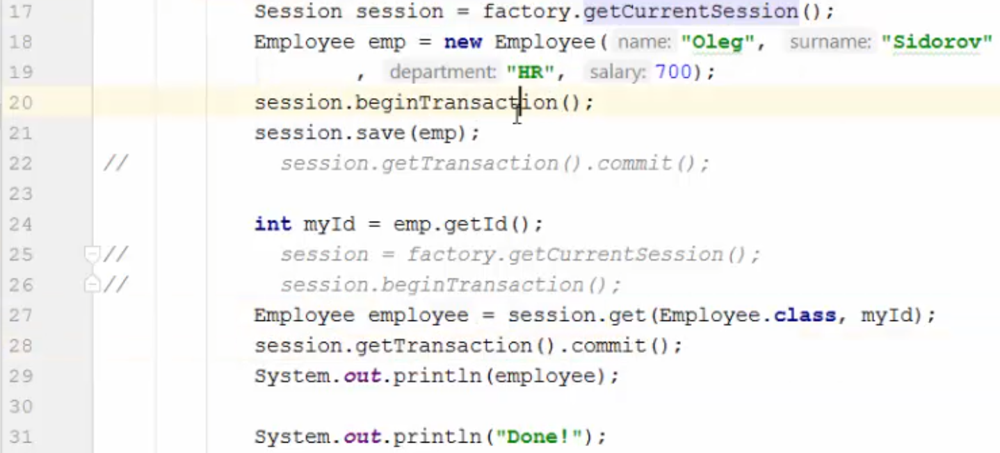 17 Session session = factory.getCurrentSession();
18 Employee emp = new Employee( name: "Oleg", surname: "Sidorov"
19 , department: "HR", salary: 700);
20 session.beginTransaction();
21 session.save(emp);
22 // session.getTransaction().commit();
23
24 int myId = emp.getId();
25 // session = factory.getCurrentSession();
26 // session.beginTransaction();
27 Employee employee = session.get(Employee.class, myId);
28 session.getTransaction().commit();
29 System.out.println(employee);
30
31 System.out.println("Done!");